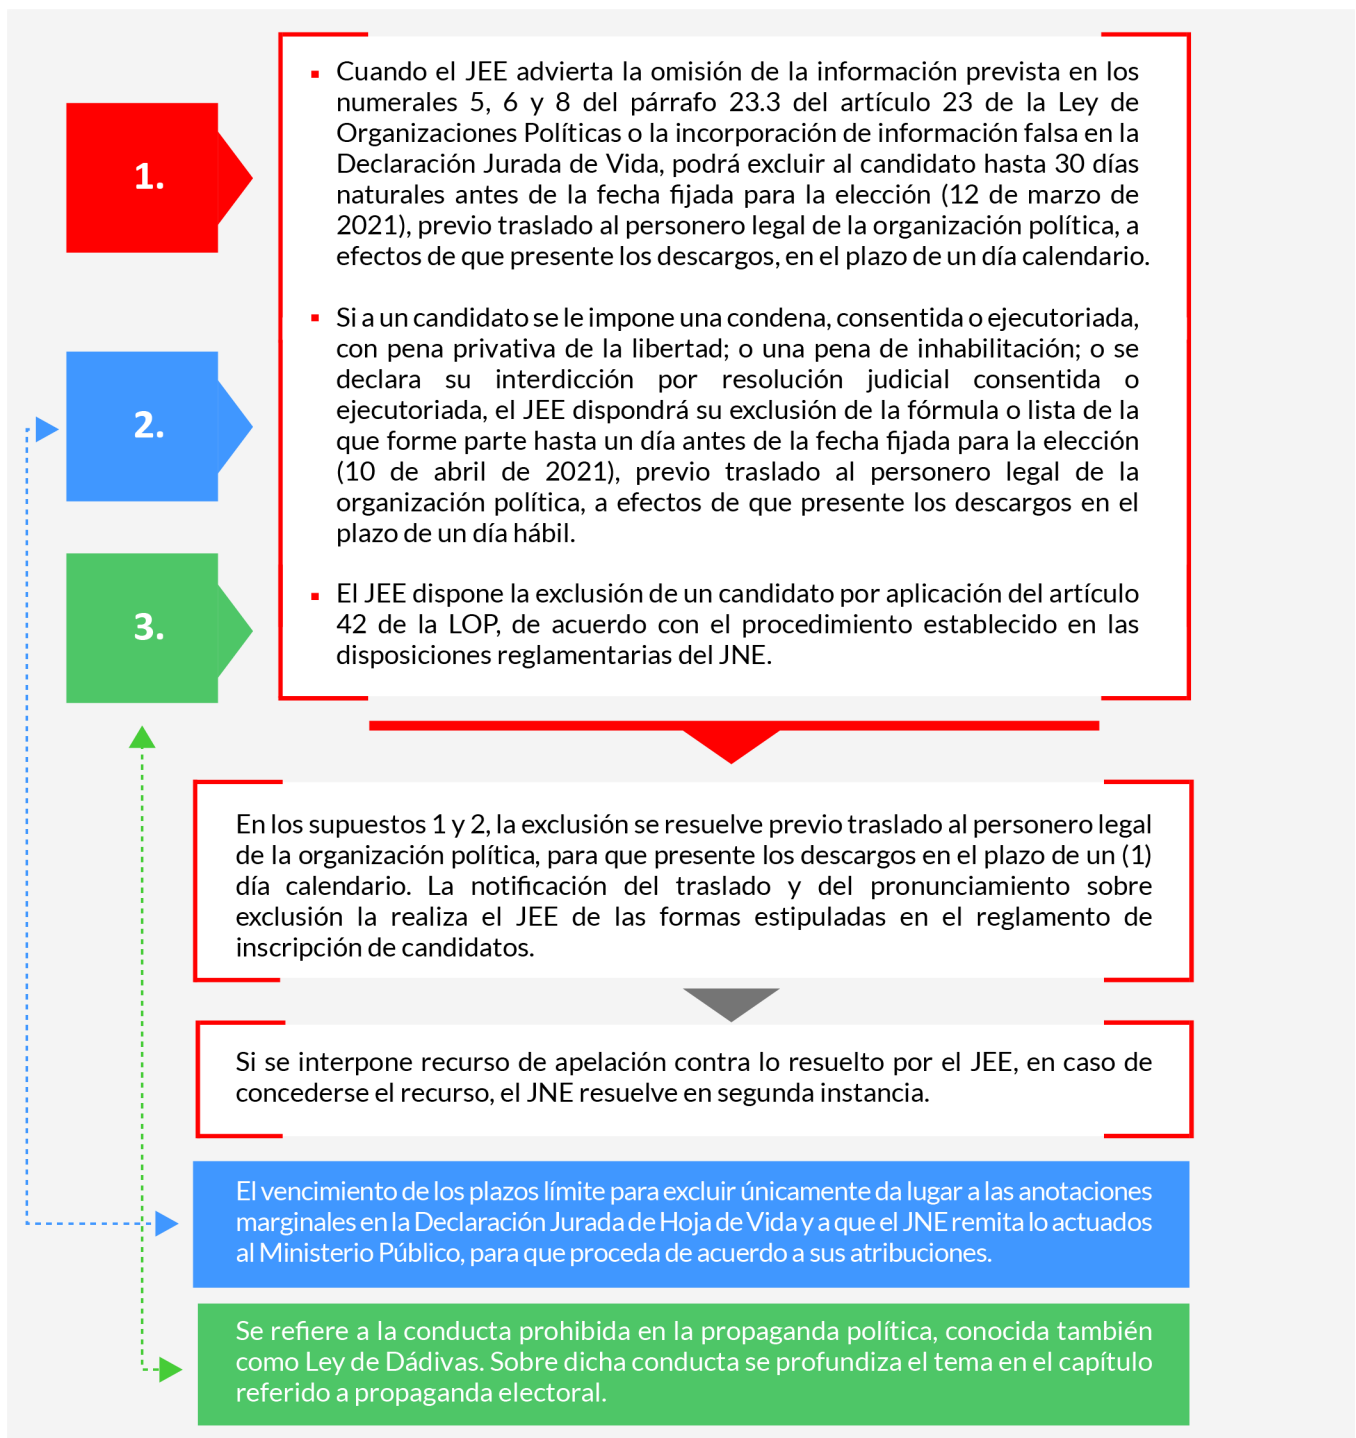 1.
Cuando el JEE advierta la omisión de la información prevista en los
numerales 5, 6 y 8 del párrafo 23.3 del artículo 23 de la Ley de
Organizaciones Políticas o la incorporación de información falsa en la
Declaración Jurada de Vida, podrá excluir al candidato hasta 30 días
naturales antes de la fecha fijada para la elección (12 de marzo de
2021), previo traslado al personero legal de la organización política, a
efectos de que presente los descargos, en el plazo de un día calendario.
2.
Si a un candidato se le impone una condena, consentida o ejecutoriada,
con pena privativa de la libertad; o una pena de inhabilitación; o se
declara su interdicción por resolución judicial consentida o
ejecutoriada, el JEE dispondrá su exclusión de la fórmula o lista de la
que forme parte hasta un día antes de la fecha fijada para la elección
(10 de abril de 2021), previo traslado al personero legal de la
organización política, a efectos de que presente los descargos en el
plazo de un día hábil.
3.
El JEE dispone la exclusión de un candidato por aplicación del artículo
42 de la LOP, de acuerdo con el procedimiento establecido en las
disposiciones reglamentarias del JNE.
En los supuestos 1 y 2, la exclusión se resuelve previo traslado al personero legal
de la organización política, para que presente los descargos en el plazo de un (1)
día calendario. La notificación del traslado y del pronunciamiento sobre
exclusión la realiza el JEE de las formas estipuladas en el reglamento de
inscripción de candidatos.
Si se interpone recurso de apelación contra lo resuelto por el JEE, en caso de
concederse el recurso, el JNE resuelve en segunda instancia.
El vencimiento de los plazos límite para excluir únicamente da lugar a las anotaciones
marginales en la Declaración Jurada de Hoja de Vida y a que el JNE remita lo actuados
al Ministerio Público, para que proceda de acuerdo a sus atribuciones.
Se refiere a la conducta prohibida en la propaganda política, conocida también
como Ley de Dádivas. Sobre dicha conducta se profundiza el tema en el capítulo
referido a propaganda electoral.